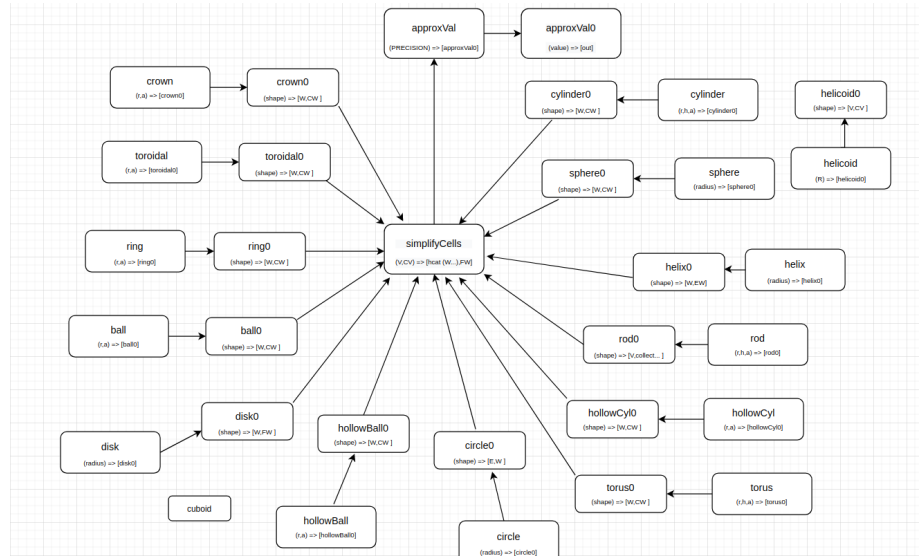 approxVal
(PRECISION) => [approxVal0]
approxVal0
(value) => [out]
crown
(r,a) => [crown0]
crown0
(shape) => [W,CW ]
cylinder0
(shape) => [W,CW ]
cylinder
(r,h,a) => [cylinder0]
helicoid0
(shape) => [V,CV ]
toroidal
(r,a) => [toroidal0]
toroidal0
(shape) => [W,CW ]
sphere0
(shape) => [W,CW ]
sphere
(radius) => [sphere0]
helicoid
(R) => [helicoid0]
ring
(r,a) => [ring0]
ring0
(shape) => [W,CW ]
simplifyCells
(V,CV) => [hcat (W...),FW]
helix0
(shape) => [W,EW]
helix
(radius) => [helix0]
ball
(r,a) => [ball0]
ball0
(shape) => [W,CW ]
rod0
(shape) => [V,collect... ]
rod
(r,h,a) => [rod0]
disk
(radius) => [disk0]
disk0
(shape) => [W,FW ]
hollowBall0
(shape) => [W,CW ]
circle0
(shape) => [E,W ]
hollowCyl0
(shape) => [W,CW ]
hollowCyl
(r,a) => [hollowCyl0]
cuboid
hollowBall
(r,a) => [hollowBall0]
circle
(radius) => [circle0]
torus0
(shape) => [W,CW ]
torus
(r,h,a) => [torus0]